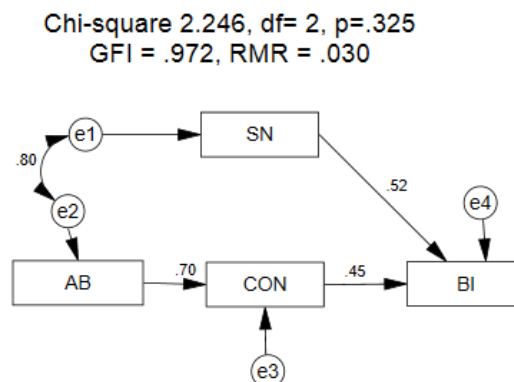 Chi-square 2.246, df= 2, p=.325
GFI = .972, RMR = .030
e1
SN
.80
.52
e2
e4
AB
.70
CON
.45
BI
e3